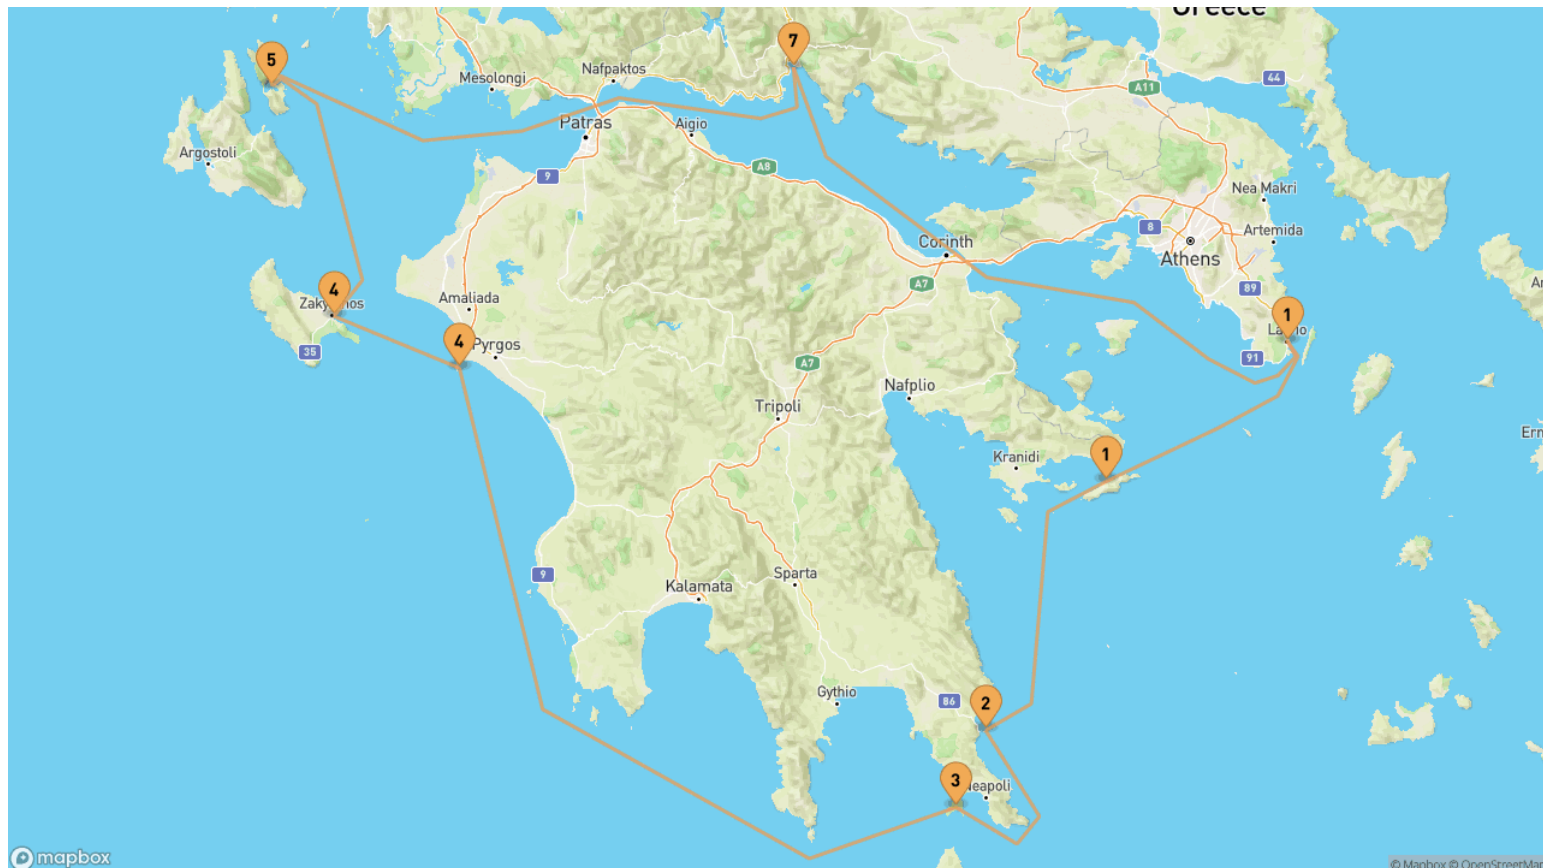 Greece
5
7
Mesolongi
Nafpaktos
44
A11
Patras
Aigio
Argostoli
9
A8
Nea Makri
8
Artemida
Corinth
Athens
4
A7
89
Zakynthos
Amaliada
1
Lavrio
4
Pyrgos
35
A7
91
Nafplio
Tripoli
Kranidi
1
9
Sparta
Kalamata
Gythio
86
2
3
Neapoli
mapbox
© Mapbox © OpenStreetMap